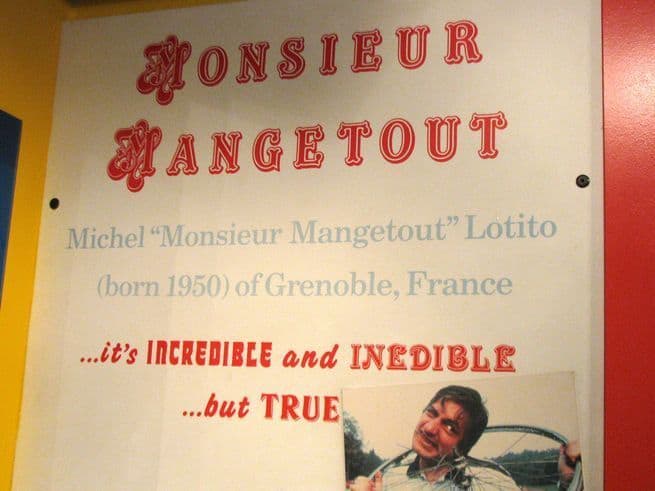 MONSIEUR
MANGETOUT
Michel “Monsieur Mangetout” Lotito
(born 1950) of Grenoble, France
...it's INCREDIBLE and INEDIBLE
...but TRUE